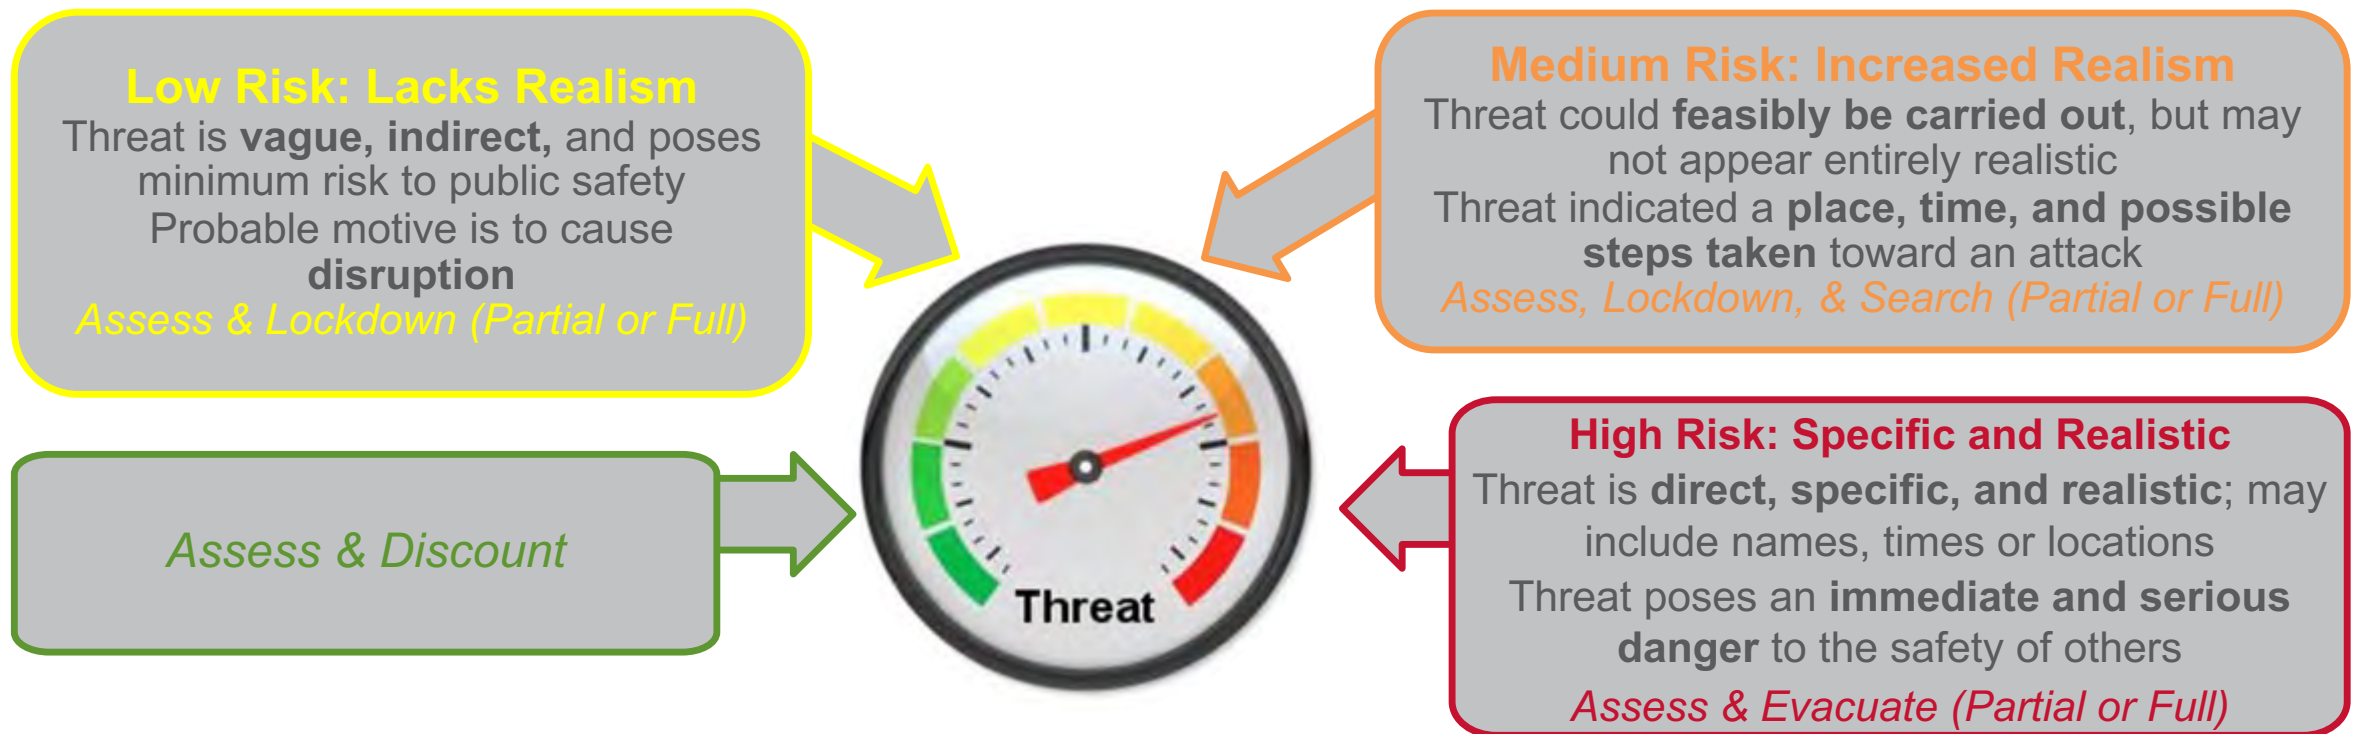 Low Risk: Lacks Realism
Threat is vague, indirect, and poses
minimum risk to public safety
Probable motive is to cause
disruption
Assess & Lockdown (Partial or Full)
Medium Risk: Increased Realism
Threat could feasibly be carried out, but may
not appear entirely realistic
Threat indicated a place, time, and possible
steps taken toward an attack
Assess, Lockdown, & Search (Partial or Full)
Assess & Discount
Threat
High Risk: Specific and Realistic
Threat is direct, specific, and realistic; may
include names, times or locations
Threat poses an immediate and serious
danger to the safety of others
Assess & Evacuate (Partial or Full)